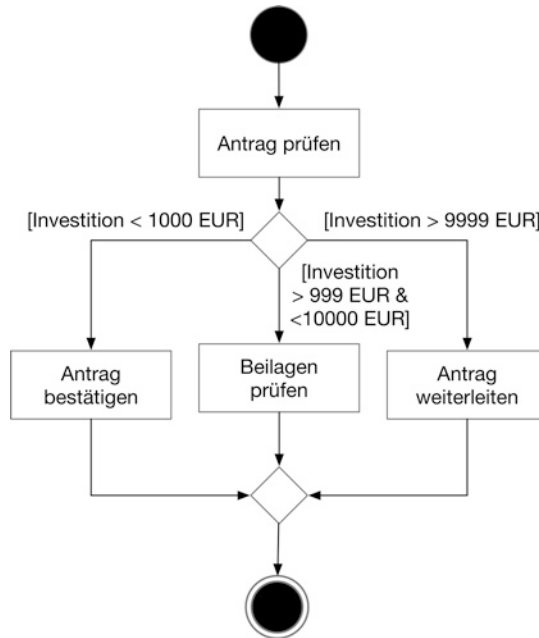 Antrag prüfen
[Investition < 1000 EUR]
[Investition > 9999 EUR]
[Investition
> 999 EUR &
<10000 EUR]
Antrag
bestätigen
Beilagen
prüfen
Antrag
weiterleiten